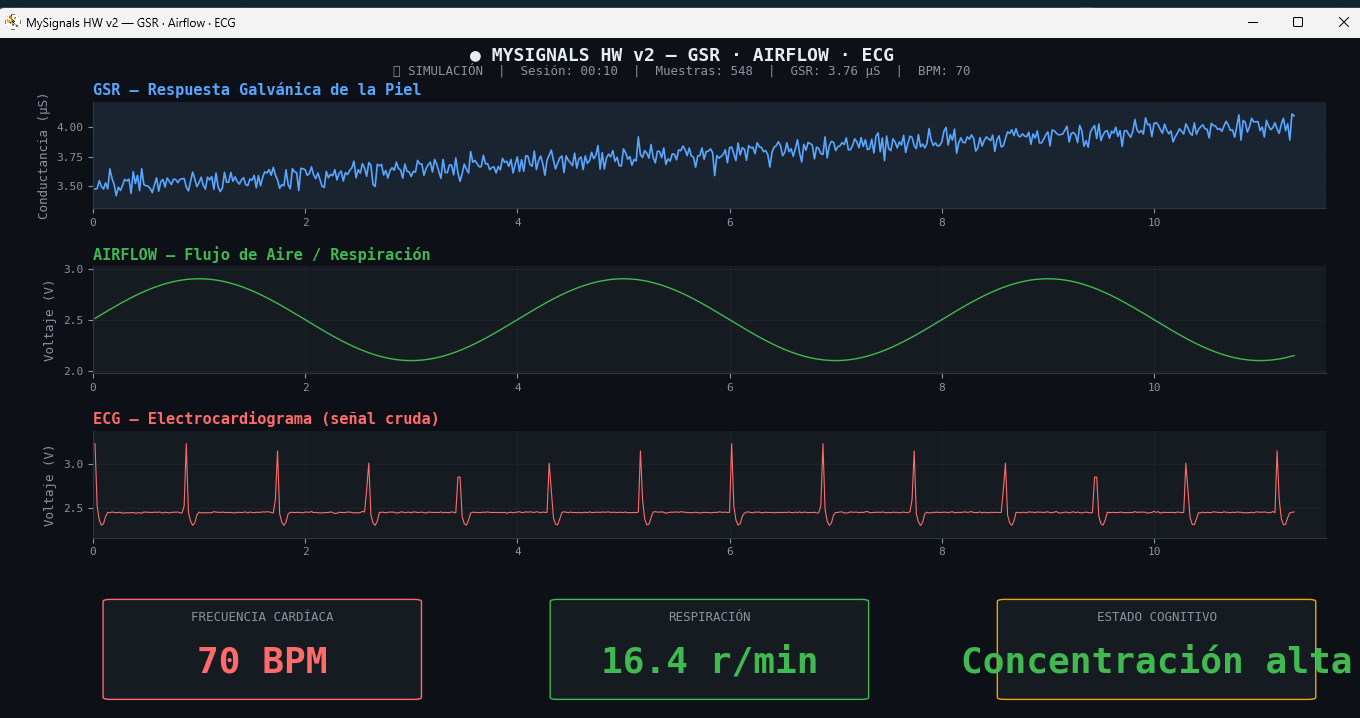 MySignals HW v2 — GSR · Airflow · ECG
● MYSIGNALS HW v2 — GSR · AIRFLOW · ECG
▯ SIMULACIÓN | Sesión: 00:10 | Muestras: 548 | GSR: 3.76 µS | BPM: 70
GSR — Respuesta Galvánica de la Piel
Conductancia (µS)
4.00
3.75
3.50
0 2 4 6 8 10
AIRFLOW — Flujo de Aire / Respiración
Voltaje (V)
3.0
2.5
2.0
0 2 4 6 8 10
ECG — Electrocardiograma (señal cruda)
Voltaje (V)
3.0
2.5
0 2 4 6 8 10
FRECUENCIA CARDÍACA
70 BPM
RESPIRACIÓN
16.4 r/min
ESTADO COGNITIVO
Concentración alta